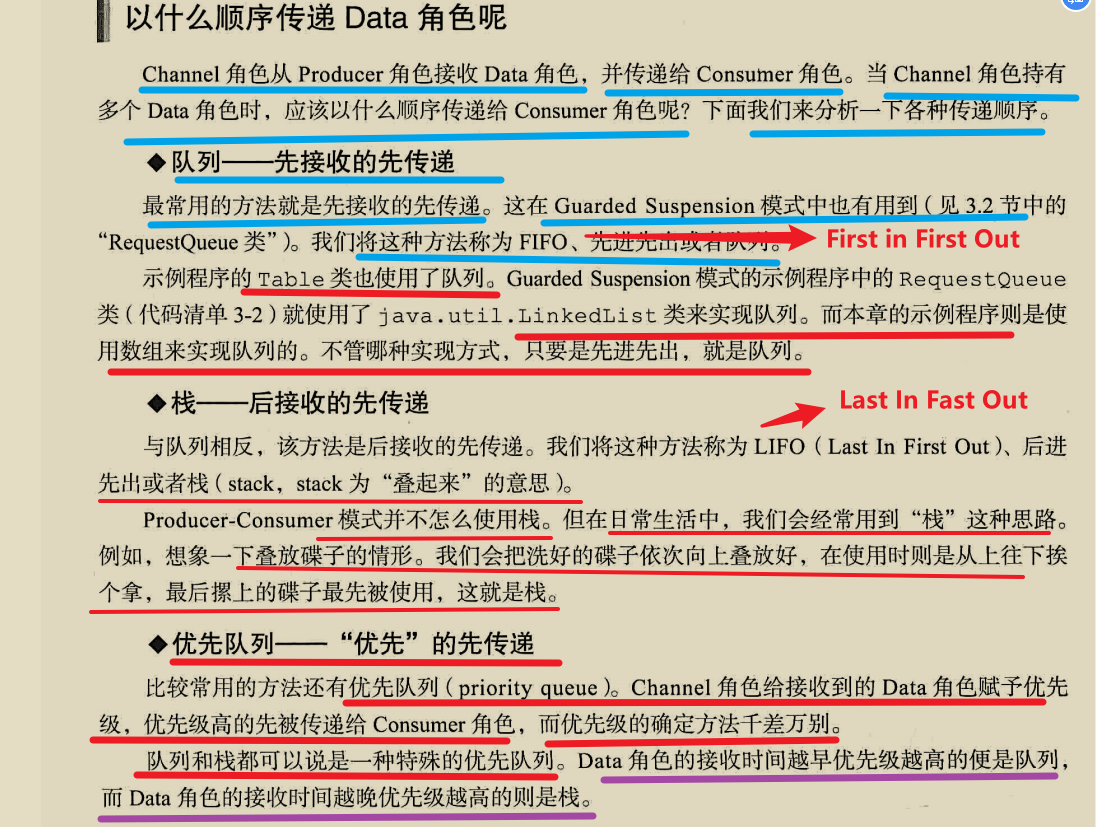 以什么顺序传递 Data 角色呢
Channel 角色从 Producer 角色接收 Data 角色，并传递给 Consumer 角色。当 Channel 角色持有
多个 Data 角色时，应该以什么顺序传递给 Consumer 角色呢？下面我们来分析一下各种传递顺序。
◆队列——先接收的先传递
最常用的方法就是先接收的先传递。这在 Guarded Suspension 模式中也有用到（见 3.2 节中的
“RequestQueue 类”）。我们将这种方法称为 FIFO、先进先出或者队列。
First in First Out
示例程序的 Table 类也使用了队列。Guarded Suspension 模式的示例程序中的 RequestQueue
类（代码清单 3-2）就使用了 java.util.LinkedList 类来实现队列。而本章的示例程序则是使
用数组来实现队列的。不管哪种实现方式，只要是先进先出，就是队列。
◆栈——后接收的先传递
Last In Fast Out
与队列相反，该方法是后接收的先传递。我们将这种方法称为 LIFO（Last In First Out）、后进
先出或者栈（stack，stack 为“叠起来”的意思）。
Producer-Consumer 模式并不怎么使用栈。但在日常生活中，我们会经常用到“栈”这种思路。
例如，想象一下叠放碟子的情形。我们会把洗好的碟子依次向上叠放好，在使用时则是从上往下挨
个拿，最后摞上的碟子最先被使用，这就是栈。
◆优先队列——“优先”的先传递
比较常用的方法还有优先队列（priority queue）。Channel 角色给接收到的 Data 角色赋予优先
级，优先级高的先被传递给 Consumer 角色，而优先级的确定方法千差万别。
队列和栈都可以说是一种特殊的优先队列。Data 角色的接收时间越早优先级越高的便是队列，
而 Data 角色的接收时间越晚优先级越高的则是栈。